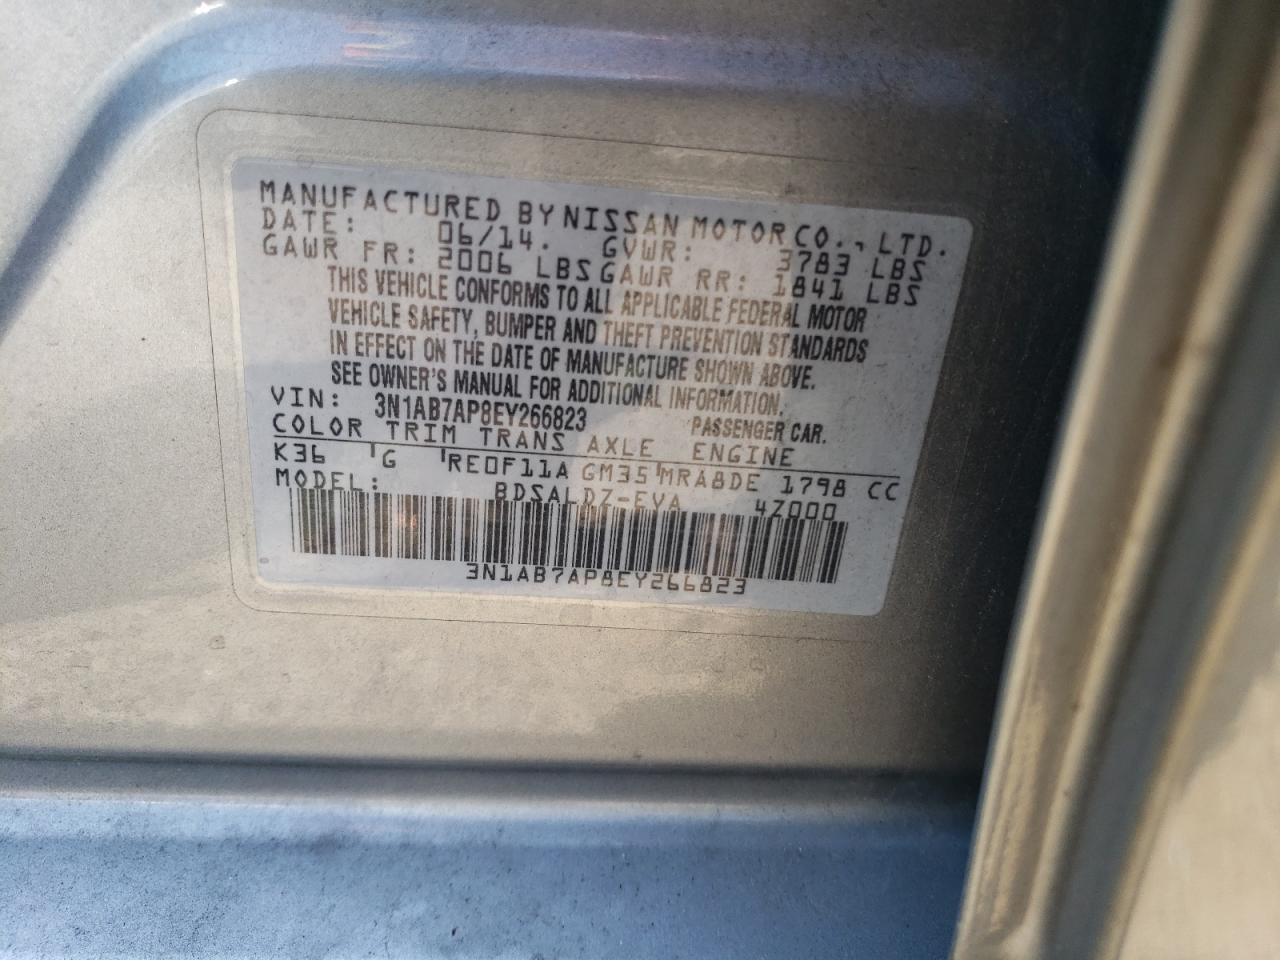 MANUFACTURED BY NISSAN MOTOR CO., LTD.
DATE: 06/14. GVWR: 3783 LBS
GAWR FR: 2006 LBS GAWR RR: 1841 LBS
THIS VEHICLE CONFORMS TO ALL APPLICABLE FEDERAL MOTOR
VEHICLE SAFETY, BUMPER AND THEFT PREVENTION STANDARDS
IN EFFECT ON THE DATE OF MANUFACTURE SHOWN ABOVE.
SEE OWNER'S MANUAL FOR ADDITIONAL INFORMATION.
VIN: 3N1AB7AP8EY266823 PASSENGER CAR.
COLOR TRIM TRANS AXLE ENGINE
K36 G RE0F11A GM35 MRA8DE 1798 CC
MODEL: BDSALDZ-EVA 4Z000
3N1AB7AP8EY266823